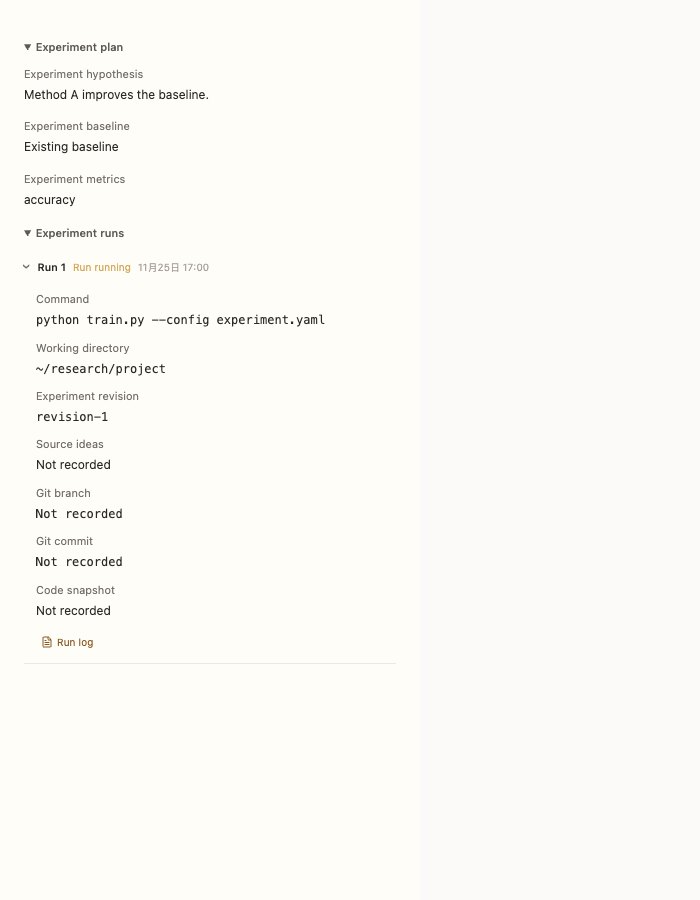 Experiment plan
Experiment hypothesis
Method A improves the baseline.
Experiment baseline
Existing baseline
Experiment metrics
accuracy
Experiment runs
Run 1 Run running 11月25日 17:00
Command
python train.py --config experiment.yaml
Working directory
~/research/project
Experiment revision
revision-1
Source ideas
Not recorded
Git branch
Not recorded
Git commit
Not recorded
Code snapshot
Not recorded
Run log